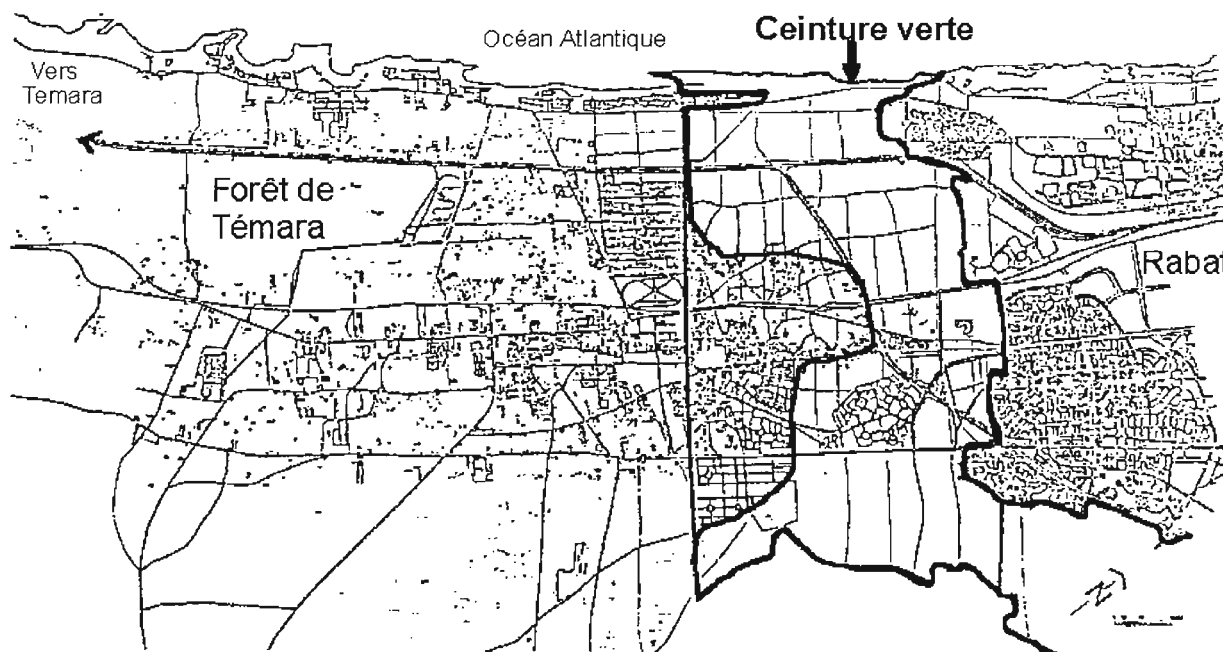 Océan Atlantique
Ceinture verte
Vers
Temara
Forêt de
Témara
Rabat
N